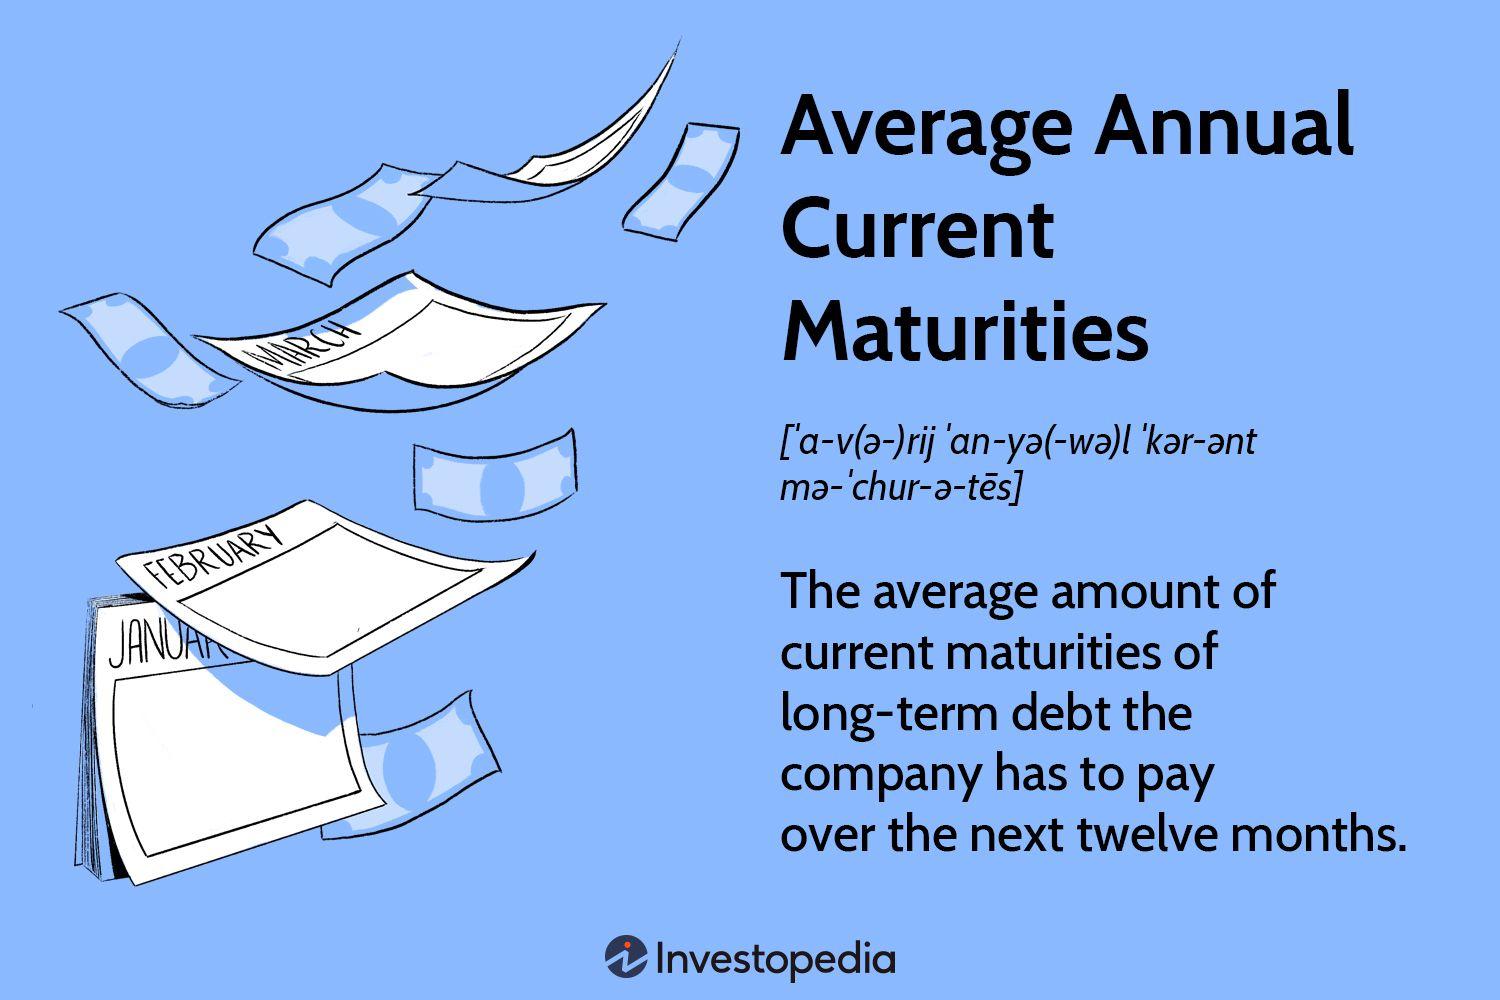 Average Annual
Current
Maturities
[ˈa-v(ə-)rij ˈan-yə(-wə)l ˈkər-ənt
mə-ˈchur-ə-tēs]
The average amount of
current maturities of
long-term debt the
company has to pay
over the next twelve months.
MARCH
FEBRUARY
JANUAR
Investopedia